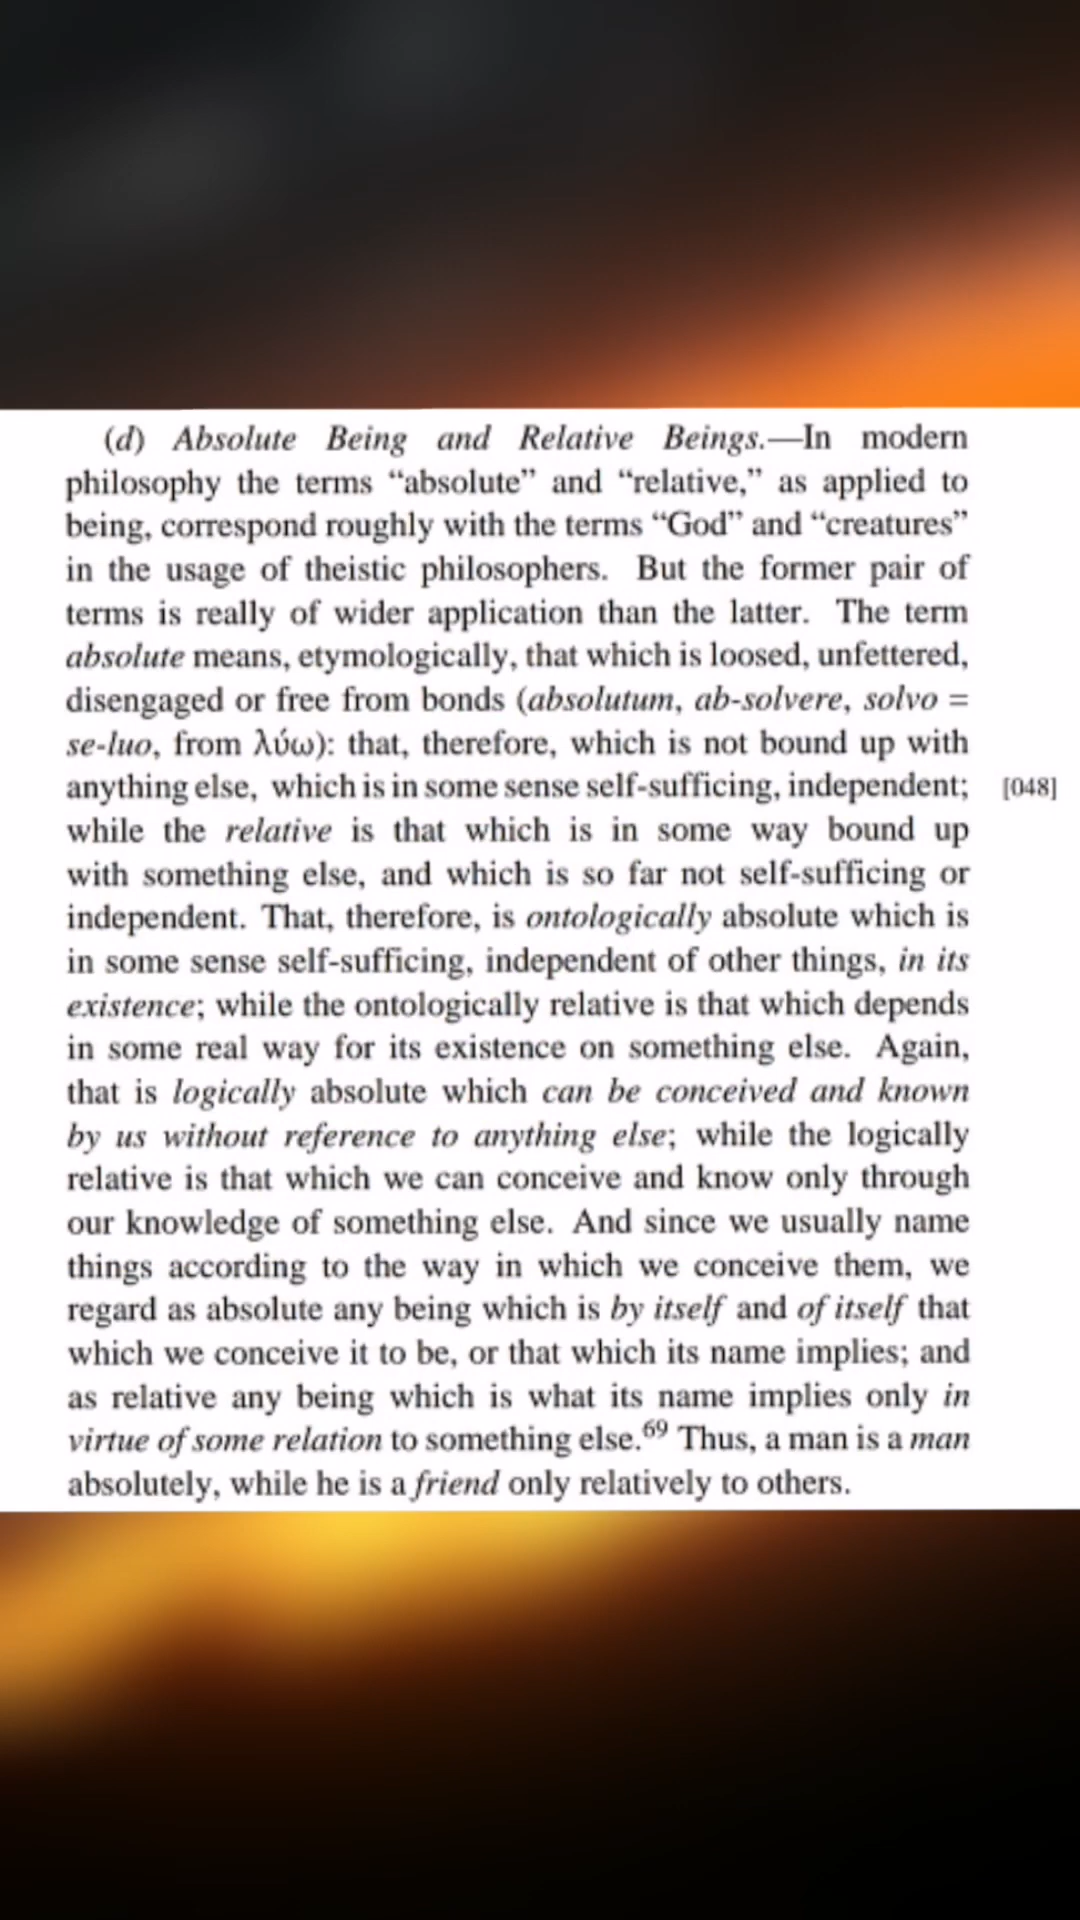 (d) Absolute Being and Relative Beings.—In modern
philosophy the terms “absolute” and “relative,” as applied to
being, correspond roughly with the terms “God” and “creatures”
in the usage of theistic philosophers. But the former pair of
terms is really of wider application than the latter. The term
absolute means, etymologically, that which is loosed, unfettered,
disengaged or free from bonds (absolutum, ab-solvere, solvo =
se-luo, from λύω): that, therefore, which is not bound up with
anything else, which is in some sense self-sufficing, independent; [048]
while the relative is that which is in some way bound up
with something else, and which is so far not self-sufficing or
independent. That, therefore, is ontologically absolute which is
in some sense self-sufficing, independent of other things, in its
existence; while the ontologically relative is that which depends
in some real way for its existence on something else. Again,
that is logically absolute which can be conceived and known
by us without reference to anything else; while the logically
relative is that which we can conceive and know only through
our knowledge of something else. And since we usually name
things according to the way in which we conceive them, we
regard as absolute any being which is by itself and of itself that
which we conceive it to be, or that which its name implies; and
as relative any being which is what its name implies only in
virtue of some relation to something else.69 Thus, a man is a man
absolutely, while he is a friend only relatively to others.